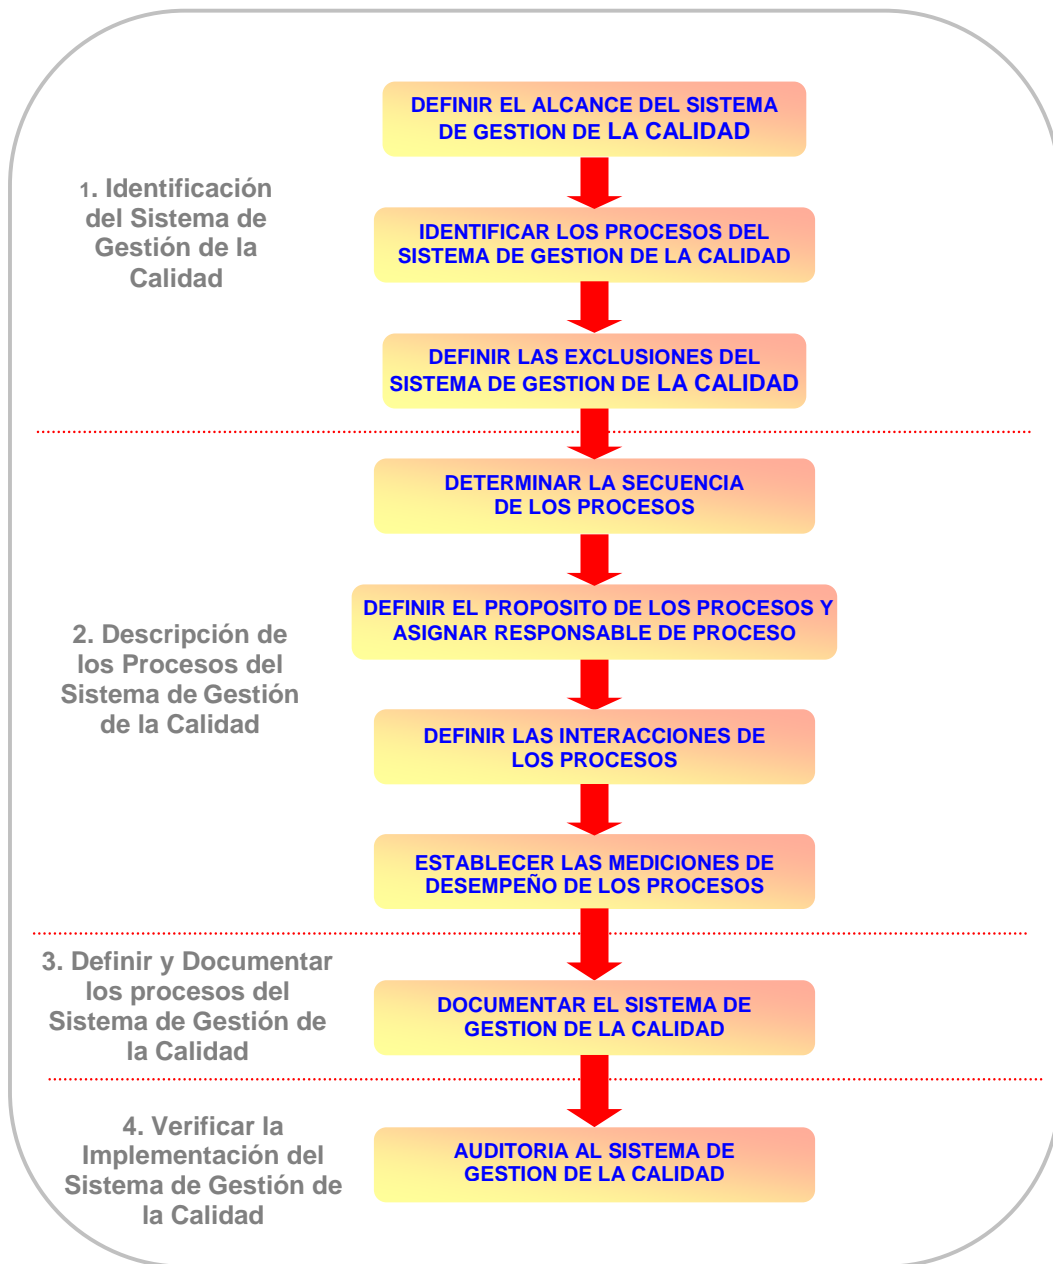 DEFINIR EL ALCANCE DEL SISTEMA
DE GESTION DE LA CALIDAD
1. Identificación
del Sistema de
Gestión de la
Calidad
IDENTIFICAR LOS PROCESOS DEL
SISTEMA DE GESTION DE LA CALIDAD
DEFINIR LAS EXCLUSIONES DEL
SISTEMA DE GESTION DE LA CALIDAD
DETERMINAR LA SECUENCIA
DE LOS PROCESOS
2. Descripción de
los Procesos del
Sistema de Gestión
de la Calidad
DEFINIR EL PROPOSITO DE LOS PROCESOS Y
ASIGNAR RESPONSABLE DE PROCESO
DEFINIR LAS INTERACCIONES DE
LOS PROCESOS
ESTABLECER LAS MEDICIONES DE
DESEMPEÑO DE LOS PROCESOS
3. Definir y Documentar
los procesos del
Sistema de Gestión de
la Calidad
DOCUMENTAR EL SISTEMA DE
GESTION DE LA CALIDAD
4. Verificar la
Implementación del
Sistema de Gestión de
la Calidad
AUDITORIA AL SISTEMA DE
GESTION DE LA CALIDAD